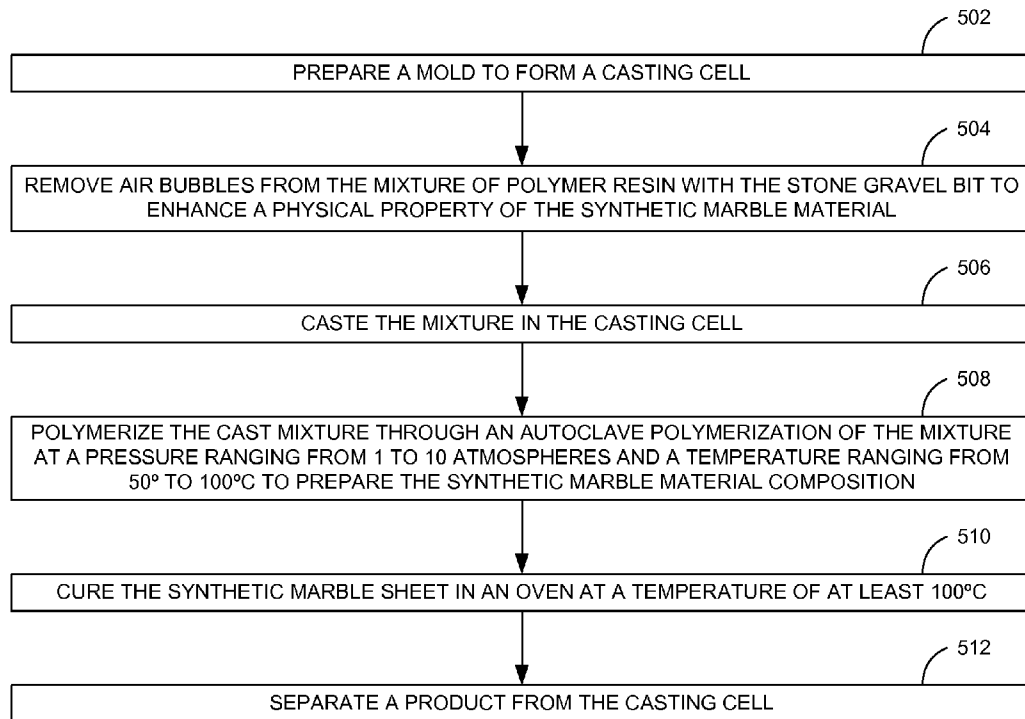 502
PREPARE A MOLD TO FORM A CASTING CELL
504
REMOVE AIR BUBBLES FROM THE MIXTURE OF POLYMER RESIN WITH THE STONE GRAVEL BIT TO
ENHANCE A PHYSICAL PROPERTY OF THE SYNTHETIC MARBLE MATERIAL
506
CASTE THE MIXTURE IN THE CASTING CELL
508
POLYMERIZE THE CAST MIXTURE THROUGH AN AUTOCLAVE POLYMERIZATION OF THE MIXTURE
AT A PRESSURE RANGING FROM 1 TO 10 ATMOSPHERES AND A TEMPERATURE RANGING FROM
50º TO 100ºC TO PREPARE THE SYNTHETIC MARBLE MATERIAL COMPOSITION
510
CURE THE SYNTHETIC MARBLE SHEET IN AN OVEN AT A TEMPERATURE OF AT LEAST 100ºC
512
SEPARATE A PRODUCT FROM THE CASTING CELL